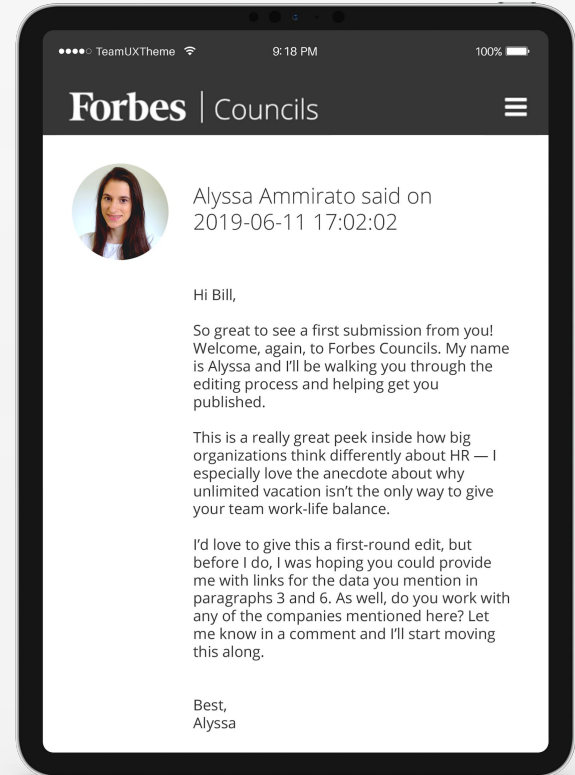 TeamUXTheme 9:18 PM 100%
Forbes | Councils
Alyssa Ammirato said on
2019-06-11 17:02:02
Hi Bill,
So great to see a first submission from you!
Welcome, again, to Forbes Councils. My name
is Alyssa and I’ll be walking you through the
editing process and helping get you
published.
This is a really great peek inside how big
organizations think differently about HR — I
especially love the anecdote about why
unlimited vacation isn’t the only way to give
your team work-life balance.
I’d love to give this a first-round edit, but
before I do, I was hoping you could provide
me with links for the data you mention in
paragraphs 3 and 6. As well, do you work with
any of the companies mentioned here? Let
me know in a comment and I’ll start moving
this along.
Best,
Alyssa